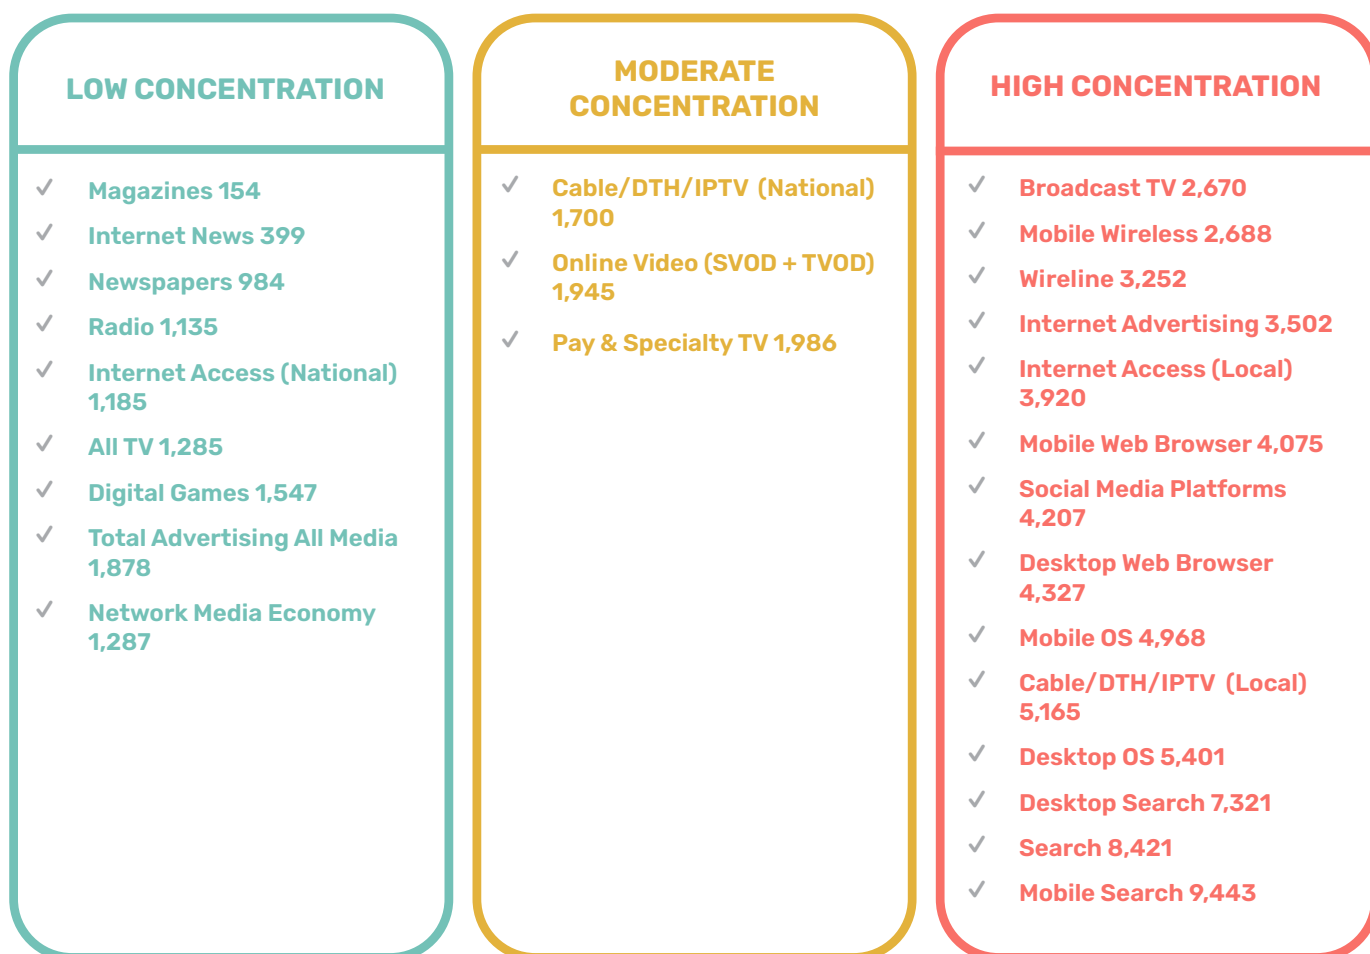 LOW CONCENTRATION
Magazines 154
Internet News 399
Newspapers 984
Radio 1,135
Internet Access (National)
1,185
All TV 1,285
Digital Games 1,547
Total Advertising All Media
1,878
Network Media Economy
1,287
MODERATE
CONCENTRATION
Cable/DTH/IPTV (National)
1,700
Online Video (SVOD + TVOD)
1,945
Pay & Specialty TV 1,986
HIGH CONCENTRATION
Broadcast TV 2,670
Mobile Wireless 2,688
Wireline 3,252
Internet Advertising 3,502
Internet Access (Local)
3,920
Mobile Web Browser 4,075
Social Media Platforms
4,207
Desktop Web Browser
4,327
Mobile OS 4,968
Cable/DTH/IPTV (Local)
5,165
Desktop OS 5,401
Desktop Search 7,321
Search 8,421
Mobile Search 9,443